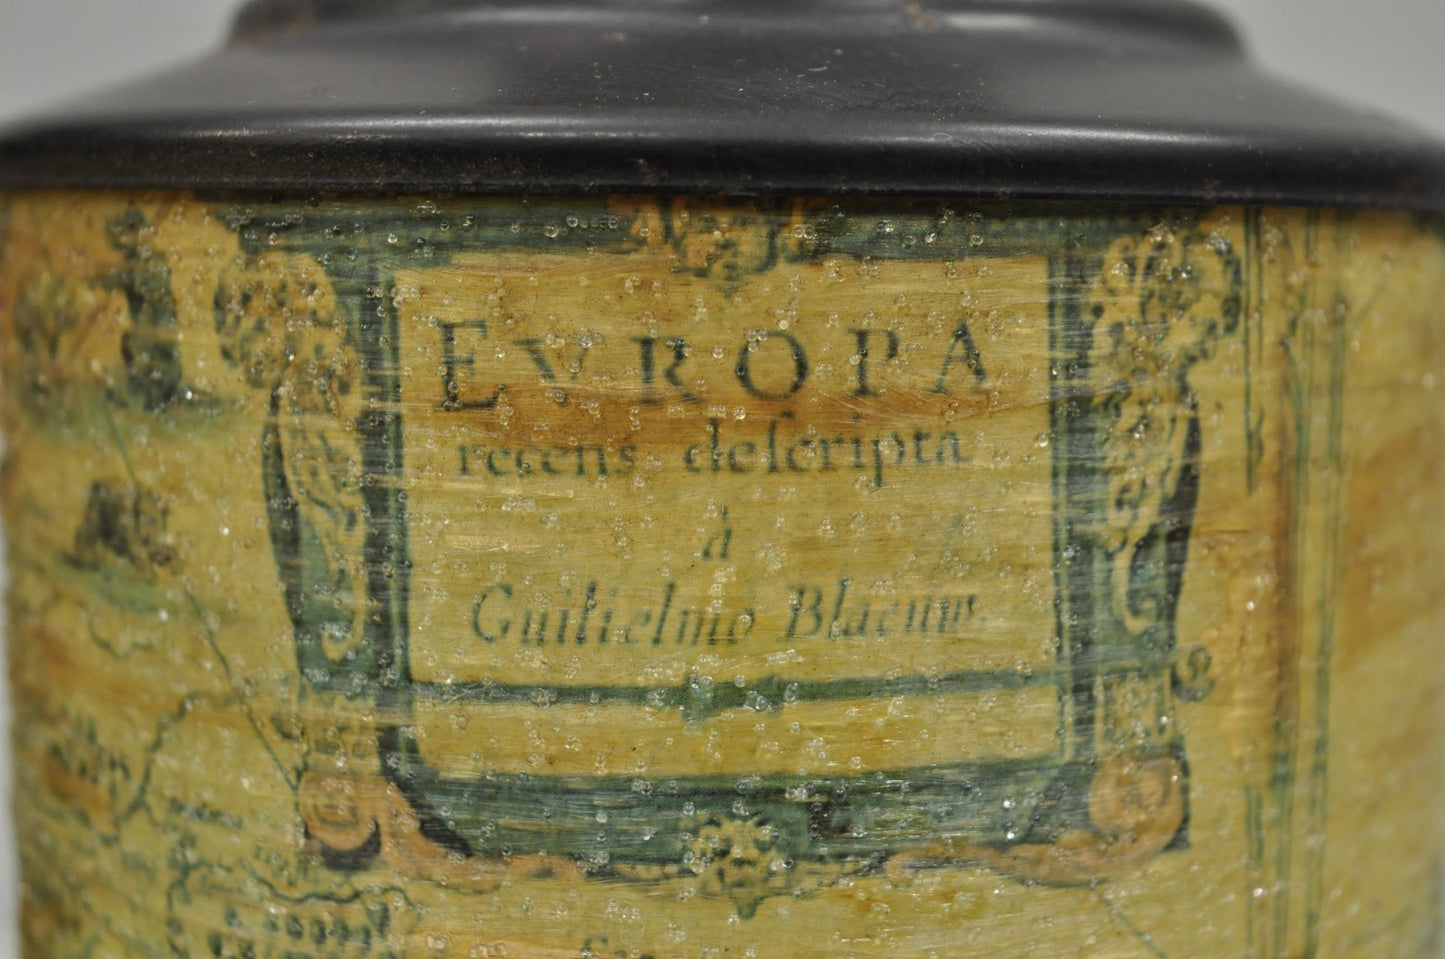 EVROPA
recens deſcripta
à
Guilielmo Blaeuw.